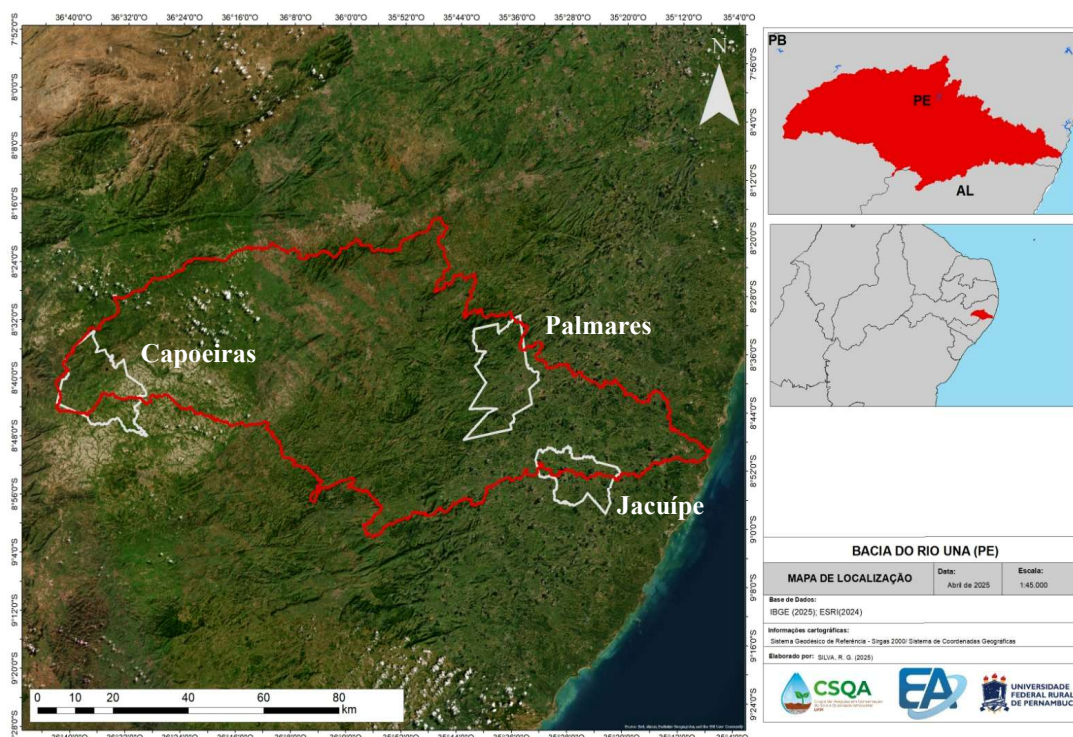 36°40'0"O 36°32'0"O 36°24'0"O 36°16'0"O 36°8'0"O 36°0'0"O 35°52'0"O 35°44'0"O 35°36'0"O 35°28'0"O 35°20'0"O 35°12'0"O 35°4'0"O
7°52'0"S
8°0'0"S
8°8'0"S
8°16'0"S
8°24'0"S
8°32'0"S
8°40'0"S
8°48'0"S
8°56'0"S
9°4'0"S
9°12'0"S
9°20'0"S
N
Palmares
Capoeiras
Jacuípe
7°56'0"S
8°4'0"S
8°12'0"S
8°20'0"S
8°28'0"S
8°36'0"S
8°44'0"S
8°52'0"S
9°0'0"S
9°8'0"S
9°16'0"S
9°24'0"S
0 10 20 40 60 80
km
PB
PE
AL
BACIA DO RIO UNA (PE)
MAPA DE LOCALIZAÇÃO
Data:
Abril de 2025
Escala:
1:45.000
Base de Dados:
IBGE (2025); ESRI(2024)
Informações cartográficas:
Sistema Geodésico de Referência - Sirgas 2000/ Sistema de Coordenadas Geográficas
Elaborado por: SILVA, R. G. (2025)
CSQA
EA
UNIVERSIDADE
FEDERAL RURAL
DE PERNAMBUCO